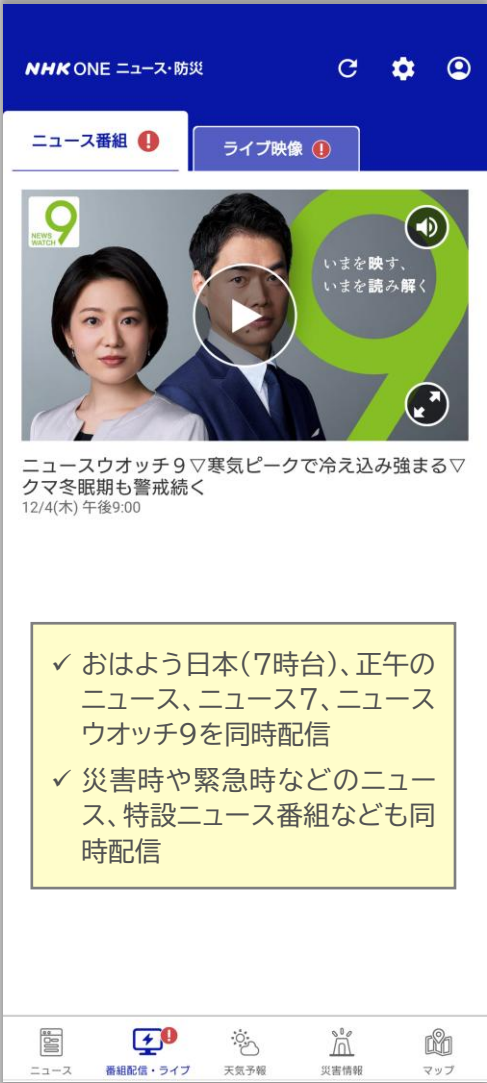 NHK ONE ニュース・防災
ニュース番組
ライブ映像
9
NEWS
WATCH
いまを映す、
いまを読み解く
ニュースウオッチ９▽寒気ピークで冷え込み強まる▽
クマ冬眠期も警戒続く
12/4(木) 午後9:00
✓ おはよう日本(7時台)、正午の
ニュース、ニュース7、ニュース
ウオッチ9を同時配信
✓ 災害時や緊急時などのニュー
ス、特設ニュース番組なども同
時配信
ニュース
番組配信・ライブ
天気予報
災害情報
マップ